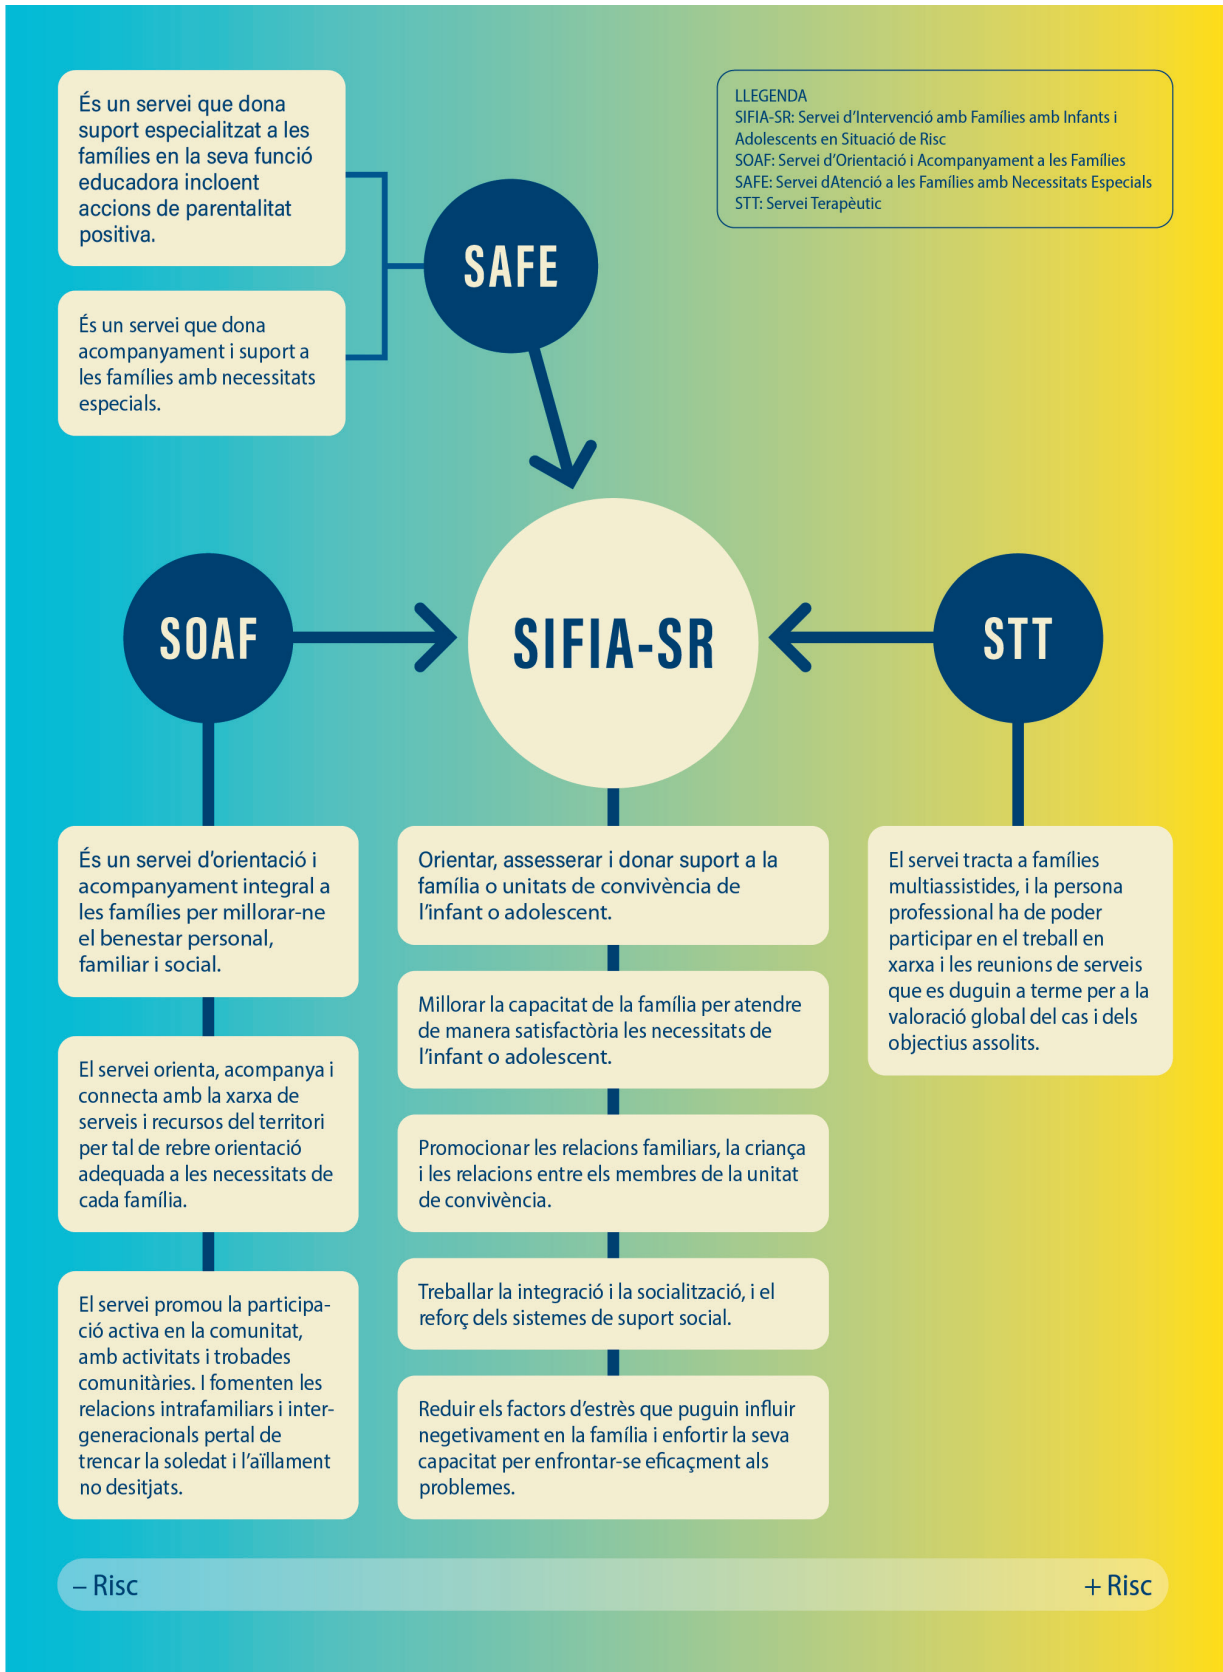 És un servei que dona
suport especialitzat a les
famílies en la seva funció
educadora incloent
accions de parentalitat
positiva.
És un servei que dona
acompanyament i suport a
les famílies amb necessitats
especials.
SAFE
LLEGENDA
SIFIA-SR: Servei d'Intervenció amb Famílies amb Infants i
Adolescents en Situació de Risc
SOAF: Servei d'Orientació i Acompanyament a les Famílies
SAFE: Servei dAtenció a les Famílies amb Necessitats Especials
STT: Servei Terapèutic
SOAF
SIFIA-SR
STT
És un servei d'orientació i
acompanyament integral a
les famílies per millorar-ne
el benestar personal,
familiar i social.
El servei orienta, acompanya i
connecta amb la xarxa de
serveis i recursos del territori
per tal de rebre orientació
adequada a les necessitats de
cada família.
El servei promou la participa-
ció activa en la comunitat,
amb activitats i trobades
comunitàries. I fomenten les
relacions intrafamiliars i inter-
generacionals pertal de
trencar la soledat i l'aïllament
no desitjats.
Orientar, assesserar i donar suport a la
família o unitats de convivència de
l'infant o adolescent.
Millorar la capacitat de la família per atendre
de manera satisfactòria les necessitats de
l'infant o adolescent.
Promocionar les relacions familiars, la criança
i les relacions entre els membres de la unitat
de convivència.
Treballar la integració i la socialització, i el
reforç dels sistemes de suport social.
Reduir els factors d'estrès que puguin influir
negetivament en la família i enfortir la seva
capacitat per enfrontar-se eficaçment als
problemes.
El servei tracta a famílies
multiassistides, i la persona
professional ha de poder
participar en el treball en
xarxa i les reunions de serveis
que es duguin a terme per a la
valoració global del cas i dels
objectius assolits.
– Risc
+ Risc